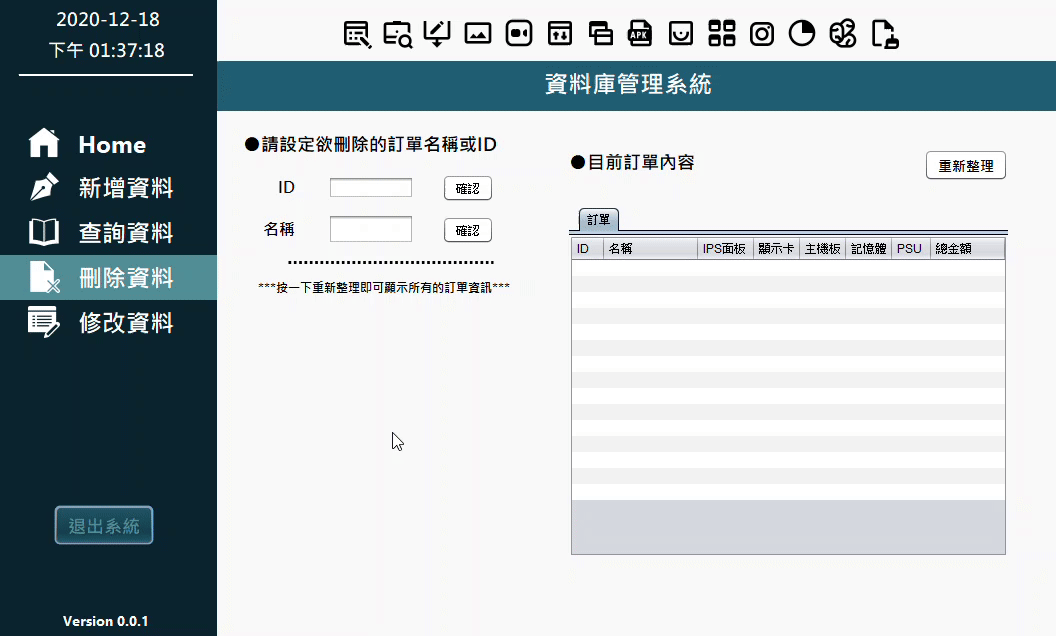 2020-12-18
下午 01:37:18
APK
資料庫管理系統
Home
新增資料
查詢資料
刪除資料
修改資料
退出系統
Version 0.0.1
●請設定欲刪除的訂單名稱或ID
ID
確認
名稱
確認
***按一下重新整理即可顯示所有的訂單資訊***
●目前訂單內容
重新整理
訂單
ID 名稱 IPS面板 顯示卡 主機板 記憶體 PSU 總金額